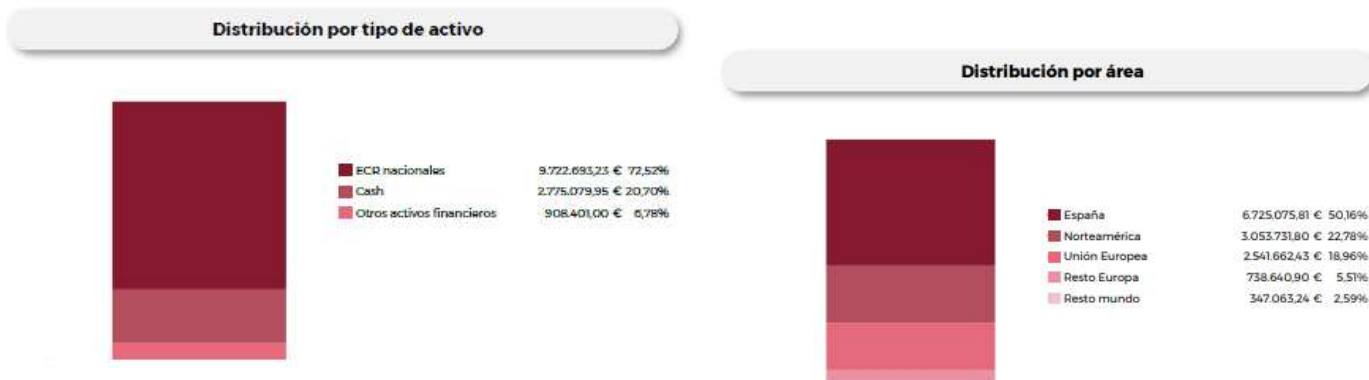 Distribución por tipo de activo
ECR nacionales 9.722.693,23 € 72,52%
Cash 2.775.079,95 € 20,70%
Otros activos financieros 908.401,00 € 6,78%
Distribución por área
España 6.725.075,81 € 50,16%
Norteamérica 3.053.731,80 € 22,78%
Unión Europea 2.541.662,43 € 18,96%
Resto Europa 738.640,90 € 5,51%
Resto mundo 347.063,24 € 2,59%